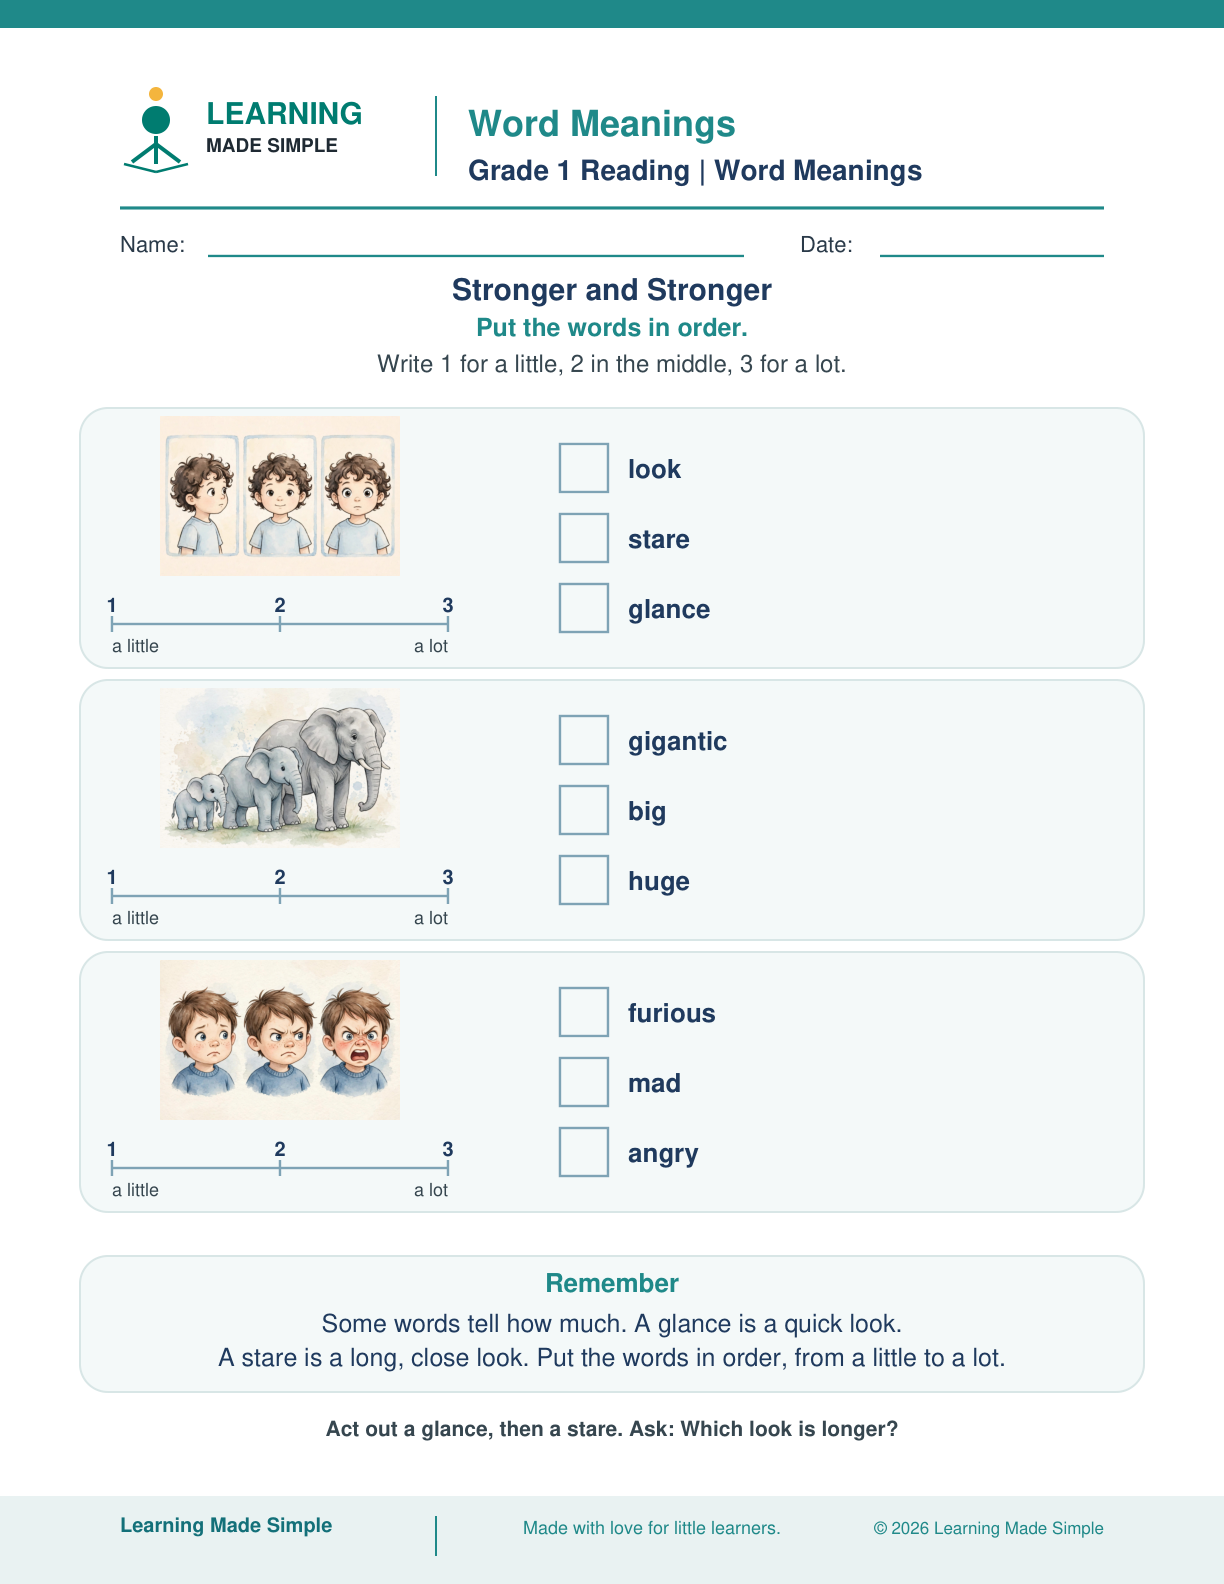 LEARNING
MADE SIMPLE
Word Meanings
Grade 1 Reading | Word Meanings
Name:
Date:
Stronger and Stronger
Put the words in order.
Write 1 for a little, 2 in the middle, 3 for a lot.
1 2 3
a little a lot
look
stare
glance
1 2 3
a little a lot
gigantic
big
huge
1 2 3
a little a lot
furious
mad
angry
Remember
Some words tell how much. A glance is a quick look.
A stare is a long, close look. Put the words in order, from a little to a lot.
Act out a glance, then a stare. Ask: Which look is longer?
Learning Made Simple
Made with love for little learners.
© 2026 Learning Made Simple